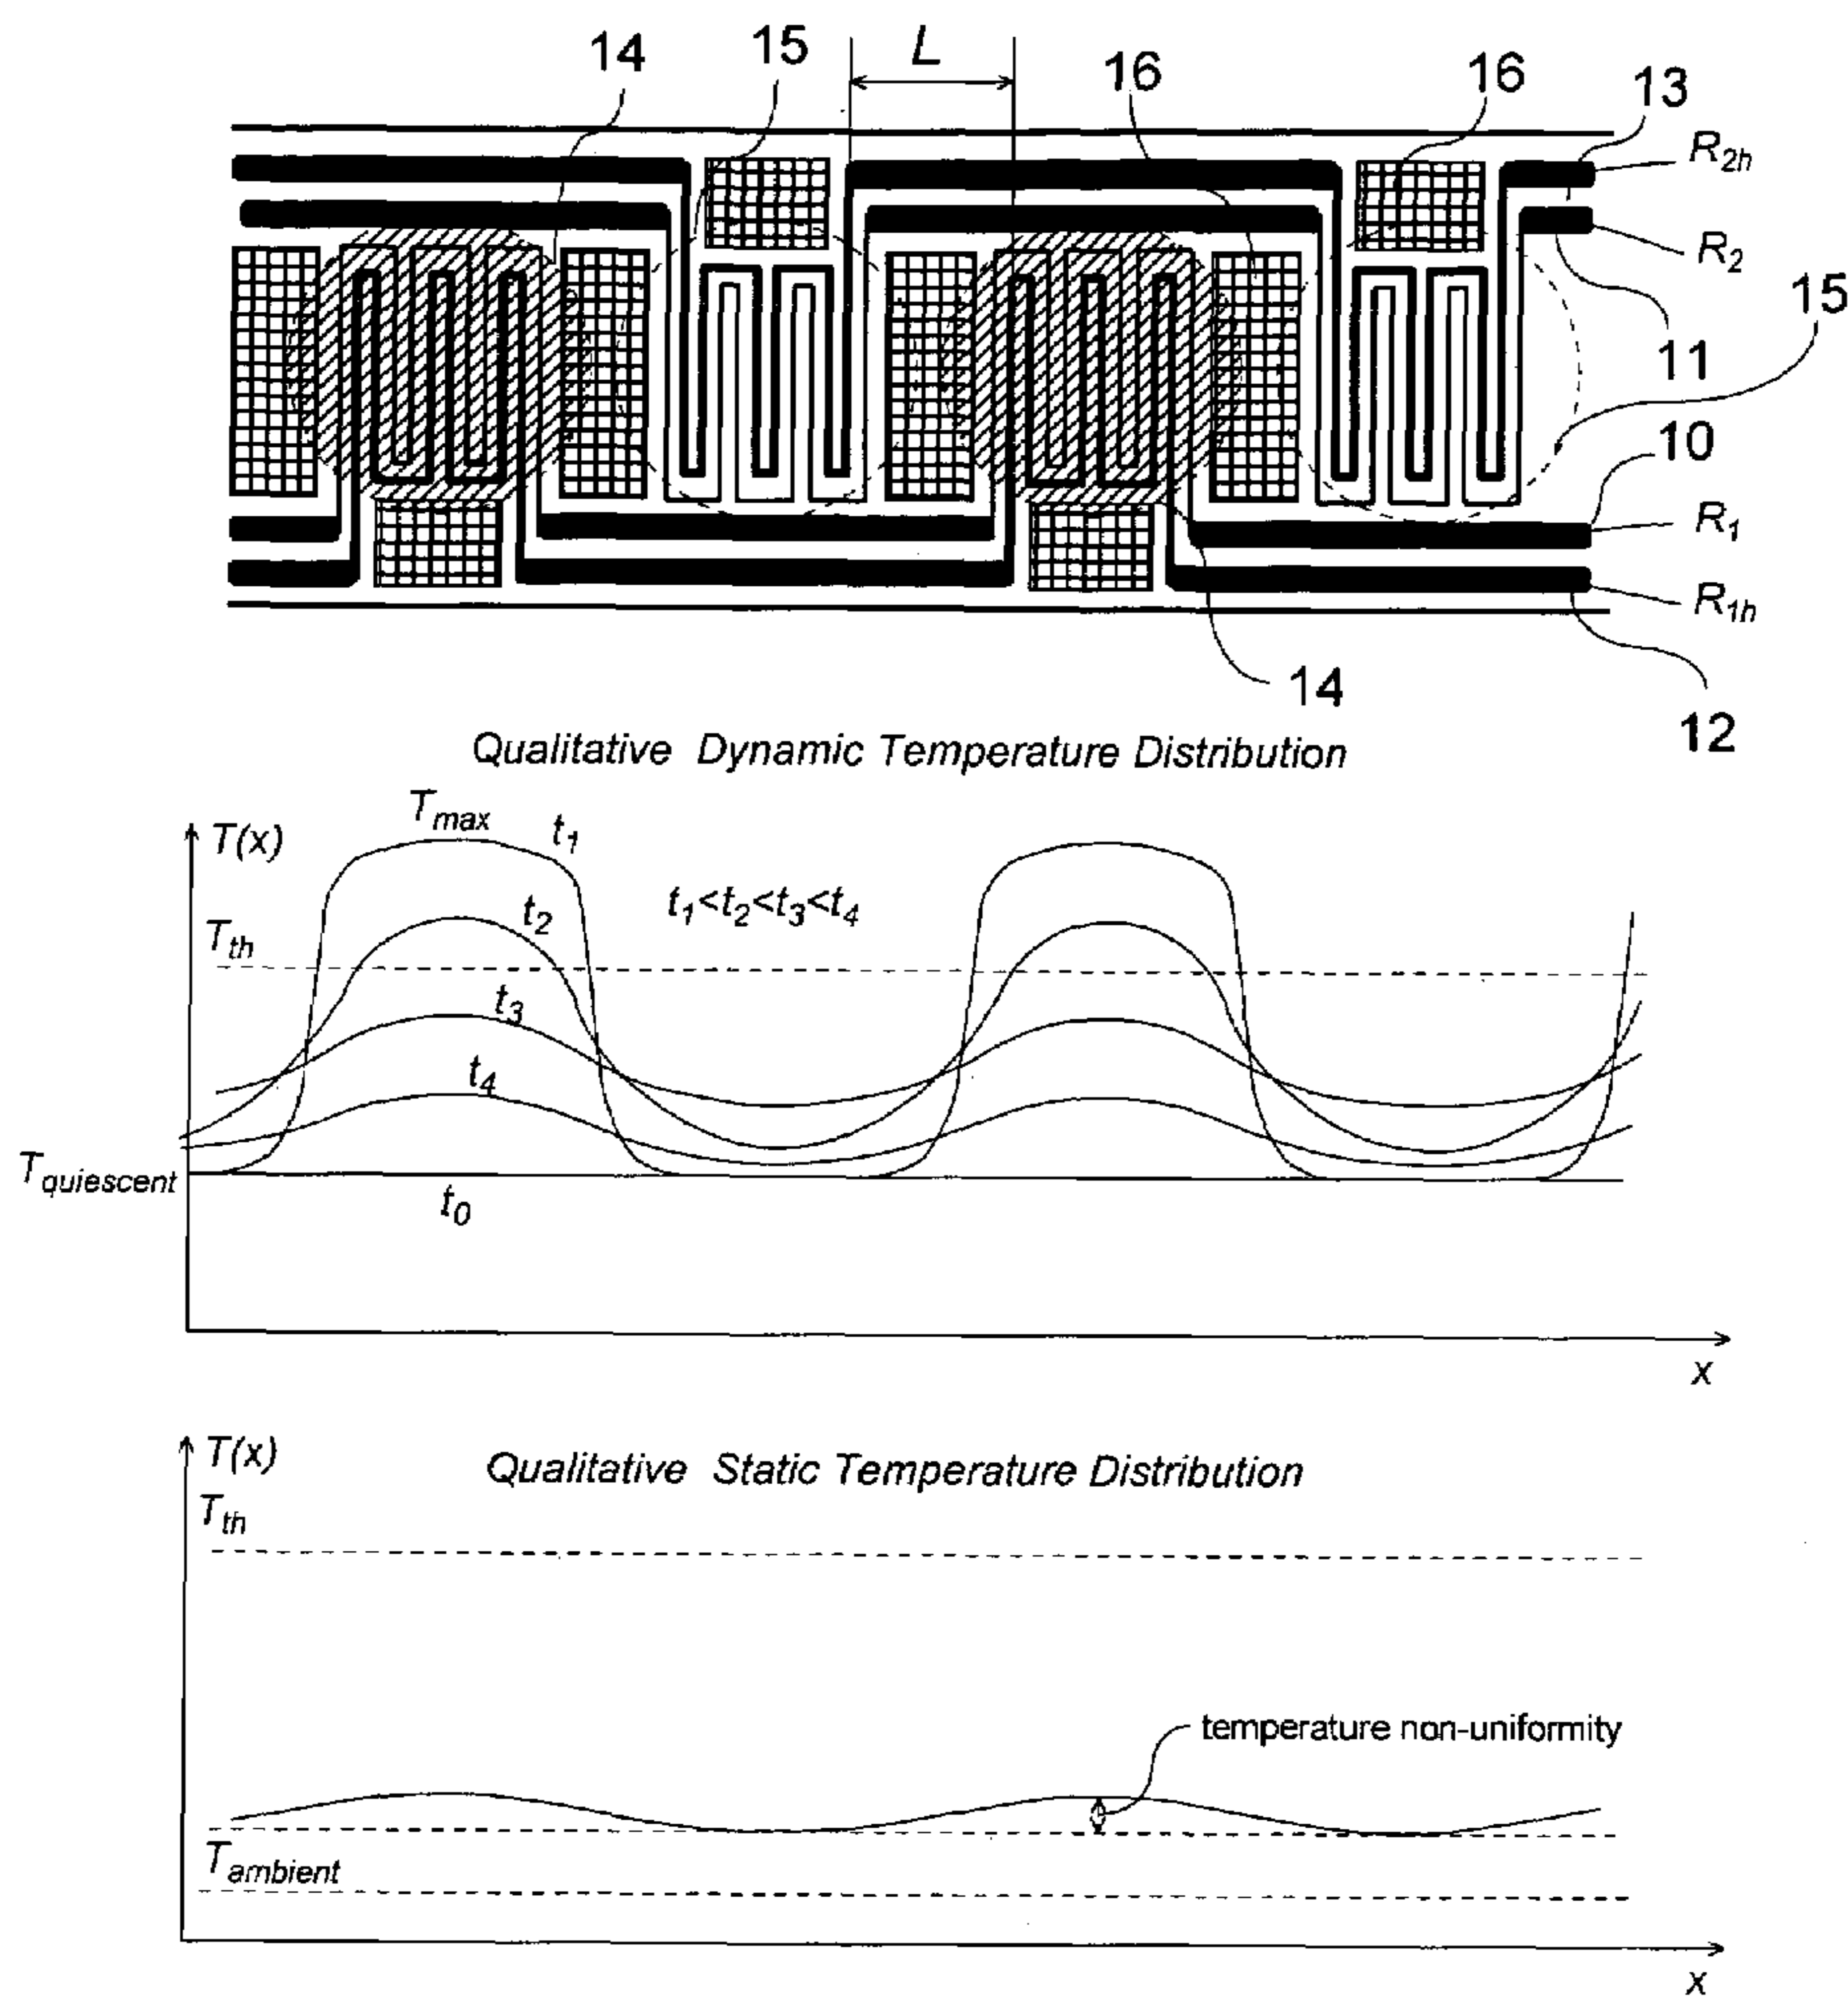 14
15
L
16
16
13
R2h
R2
15
11
10
R1
R1h
14
12
Qualitative Dynamic Temperature Distribution
T(x)
Tmax
t1
t1<t2<t3<t4
t2
Tth
t3
t4
Tquiescent
t0
x
T(x)
Qualitative Static Temperature Distribution
Tth
temperature non-uniformity
Tambient
x